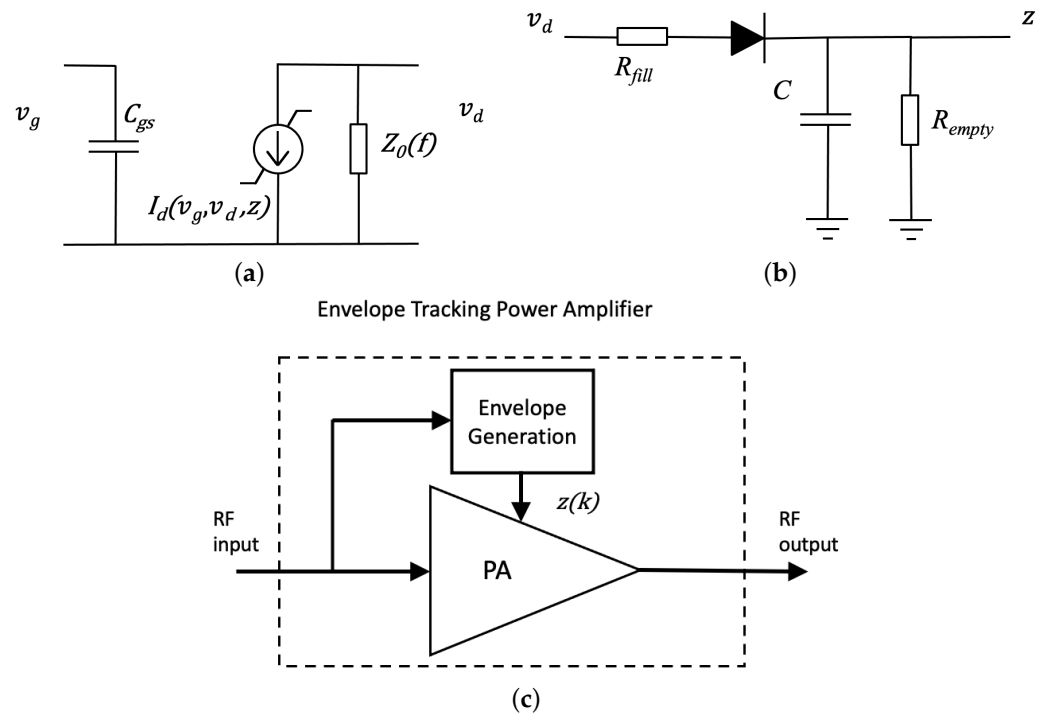 v_g
C_gs
I_d(v_g,v_d,z)
Z_0(f)
v_d
(a)
v_d
R_fill
C
R_empty
z
(b)
Envelope Tracking Power Amplifier
Envelope
Generation
z(k)
RF
input
PA
RF
output
(c)